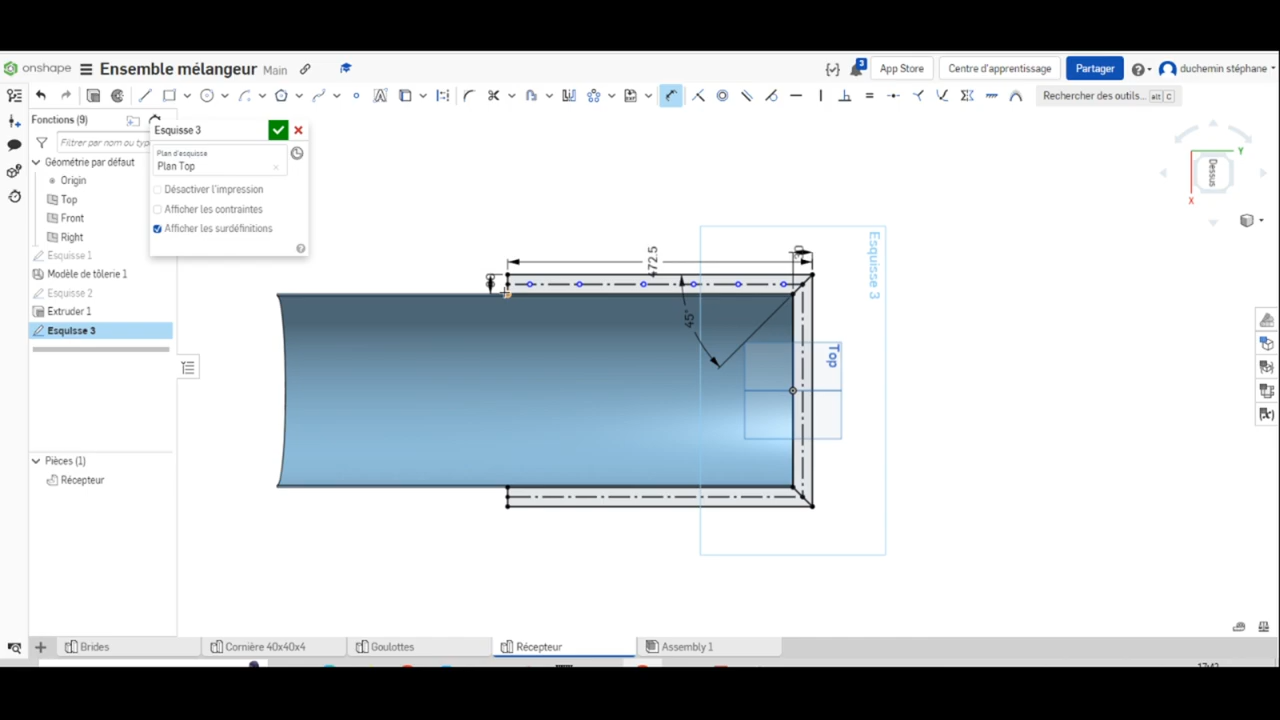 onshape
Ensemble mélangeur
Main
3
App Store
Centre d'apprentissage
Partager
duchemin stéphane
Rechercher des outils... alt C
Fonctions (9)
Filtrer par nom ou type
Géométrie par défaut
Origin
Top
Front
Right
Esquisse 1
Modèle de tôlerie 1
Esquisse 2
Extruder 1
Esquisse 3
Esquisse 3
Plan d'esquisse
Plan Top
Désactiver l'impression
Afficher les contraintes
Afficher les surdéfinitions
472.5
45°
Esquisse 3
Top
Y
Dessus
X
Pièces (1)
Récepteur
Brides
Cornière 40x40x4
Goulottes
Récepteur
Assembly 1